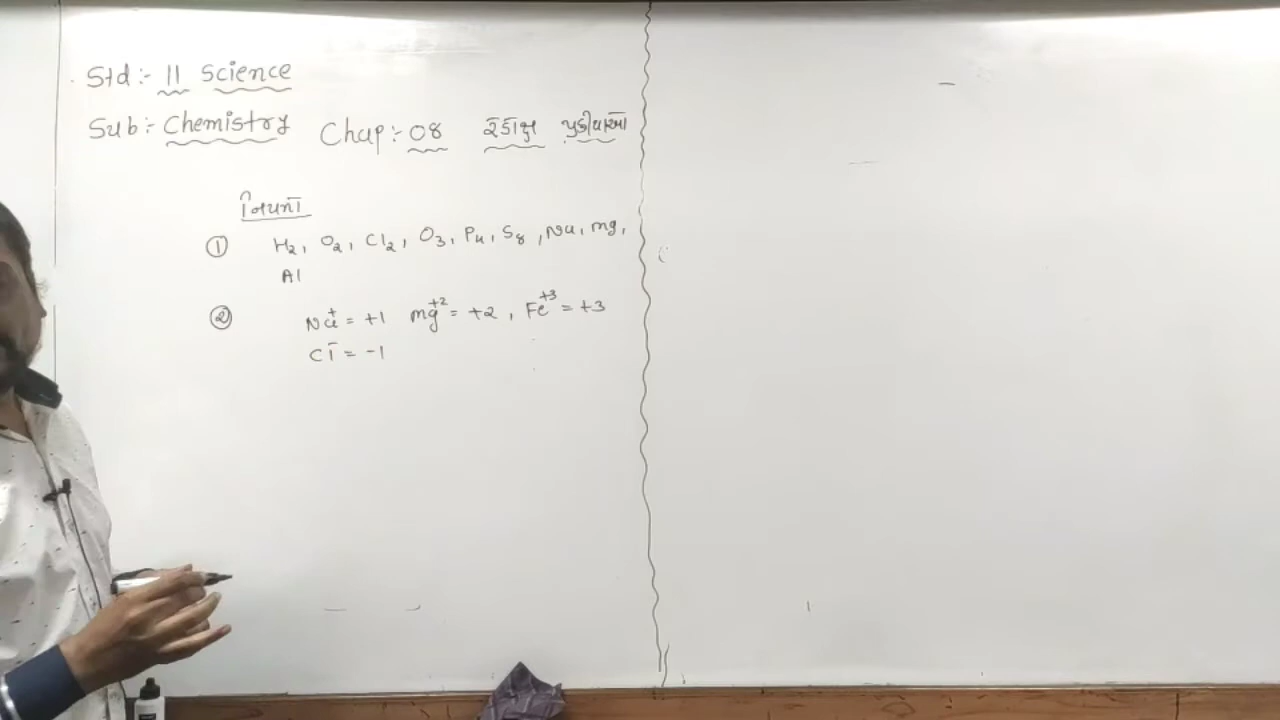 Std:- 11 Science
Sub:- Chemistry Chap:- 08 રેડોક્ષ પ્રક્રીયાઓ
નિયમો
① H₂, O₂, Cl₂, O₃, P₄, S₈, Na, mg,
Al
② Na⁺ = +1 mg⁺² = +2, Fe⁺³ = +3
Cl⁻ = -1